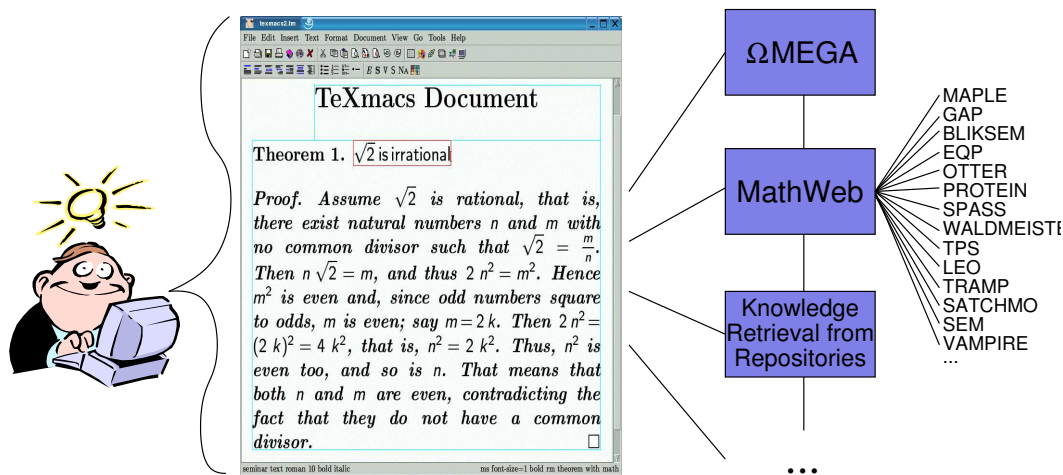 texmacs2.tm
File Edit Insert Text Format Document View Go Tools Help
E S V S NA
TeXmacs Document
Theorem 1. √2 is irrational
Proof. Assume √2 is rational, that is,
there exist natural numbers n and m with
no common divisor such that √2 = m/n.
Then n √2 = m, and thus 2 n² = m². Hence
m² is even and, since odd numbers square
to odds, m is even; say m = 2 k. Then 2 n² =
(2 k)² = 4 k², that is, n² = 2 k². Thus, n² is
even too, and so is n. That means that
both n and m are even, contradicting the
fact that they do not have a common
divisor. □
seminar text roman 10 bold italic
ms font-size=1 bold rm theorem with math
ΩMEGA
MathWeb
Knowledge
Retrieval from
Repositories
...
MAPLE
GAP
BLIKSEM
EQP
OTTER
PROTEIN
SPASS
WALDMEISTE
TPS
LEO
TRAMP
SATCHMO
SEM
VAMPIRE
...